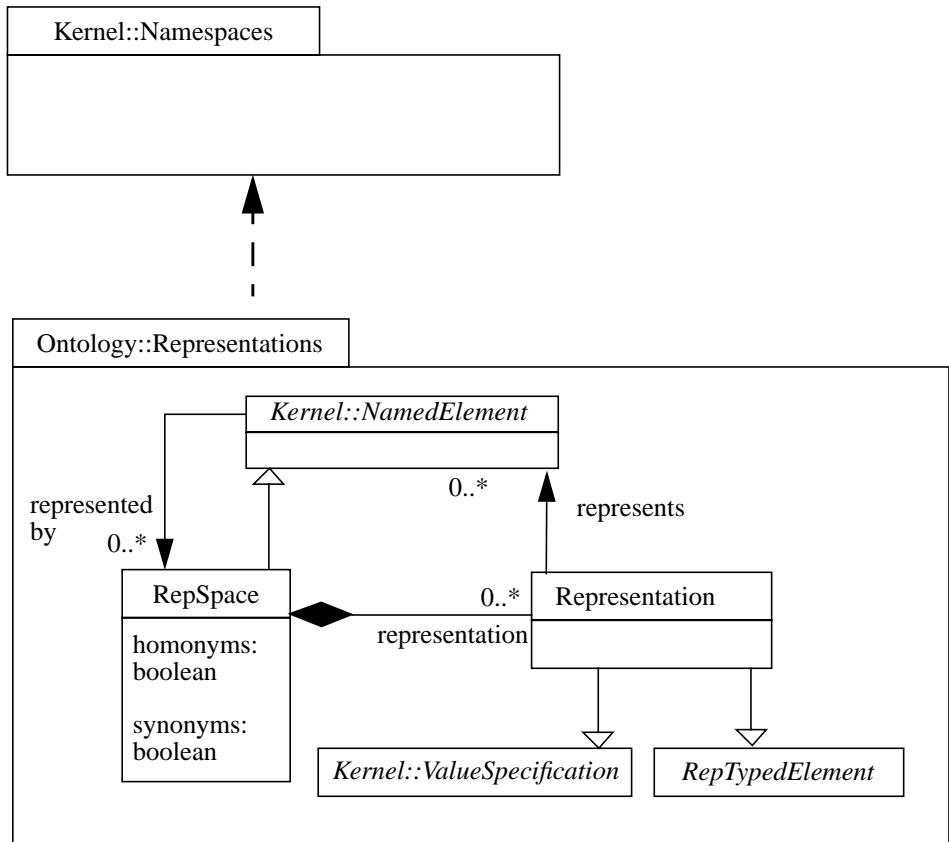 Kernel::Namespaces
Ontology::Representations
Kernel::NamedElement
0..*
represented
by
0..*
represents
RepSpace
0..*
Representation
representation
homonyms:
boolean
synonyms:
boolean
Kernel::ValueSpecification
RepTypedElement